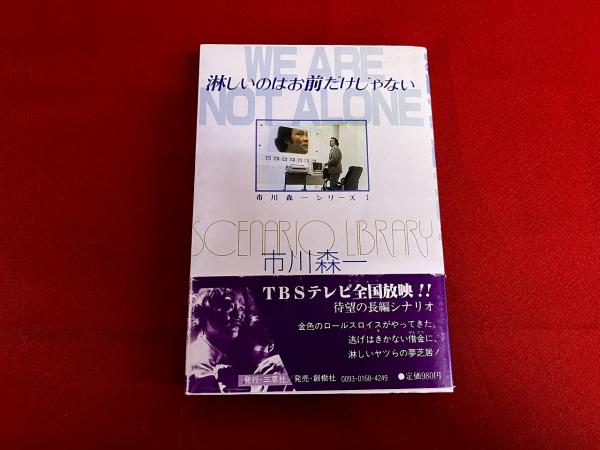 WE ARE
淋しいのはお前だけじゃない
NOT ALONE
市川森一シリーズ 1
SCENARIO LIBRARY
市川森一
TBSテレビ全国放映!!
待望の長編シナリオ
金色のロールスロイスがやってきた。
逃げはきかない借金に、
淋しいヤツらの夢芝居!
発行・三草社/発売・創樹社 0093-0168-4249 ●定価980円